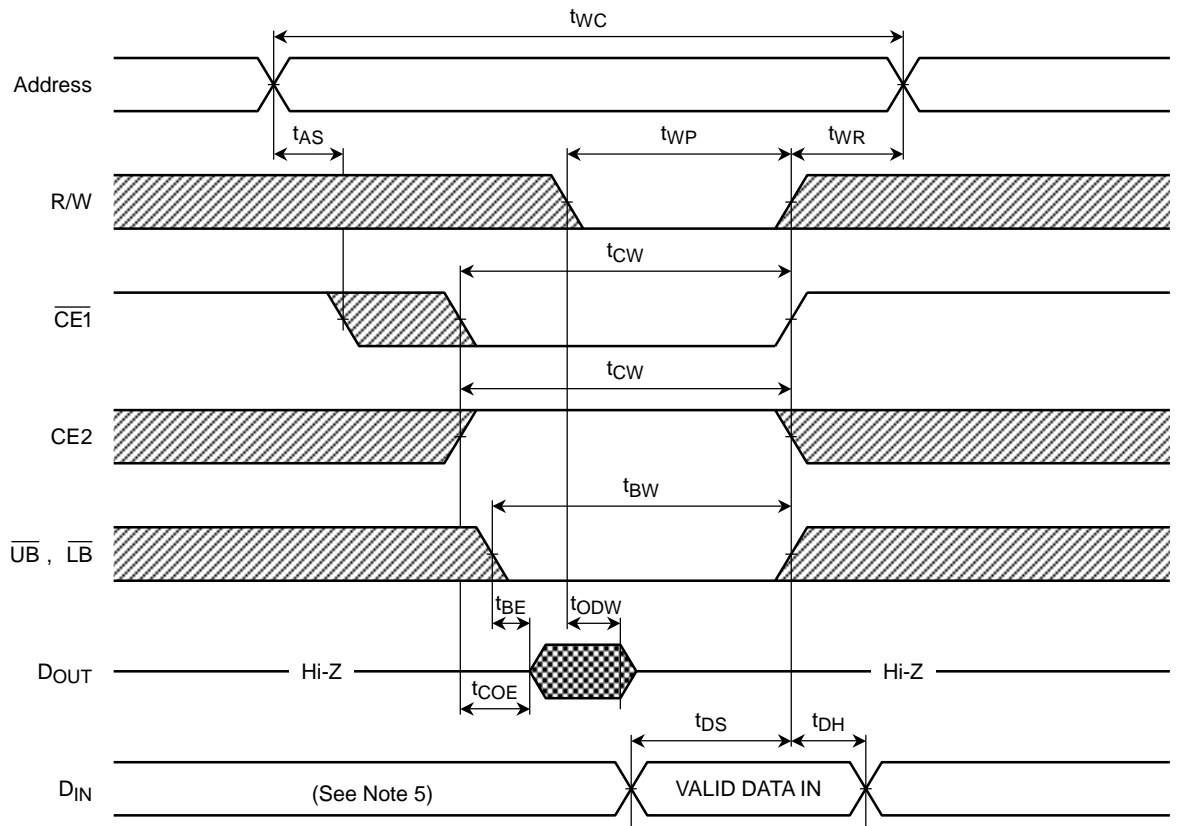 tWC
Address
tAS
tWP
tWR
R/W
tCW
CE1
tCW
CE2
tBW
UB , LB
tBE
tODW
DOUT
Hi-Z
Hi-Z
tCOE
tDS
tDH
DIN
(See Note 5)
VALID DATA IN